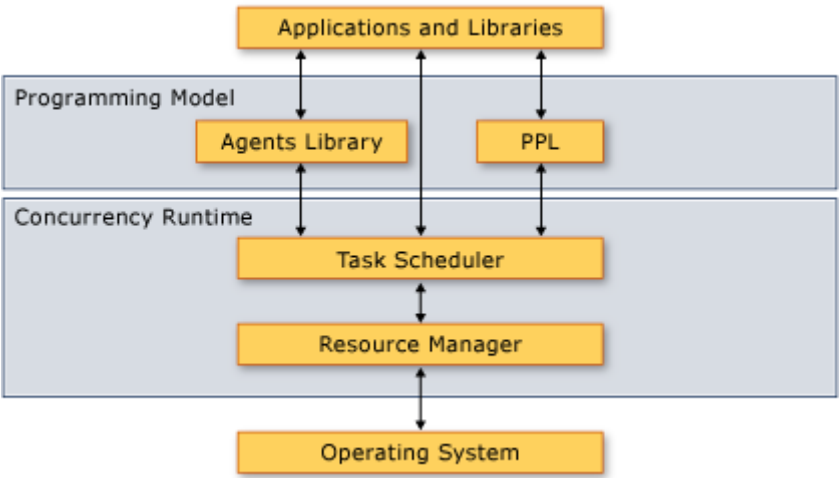 Applications and Libraries
Programming Model
Agents Library
PPL
Concurrency Runtime
Task Scheduler
Resource Manager
Operating System